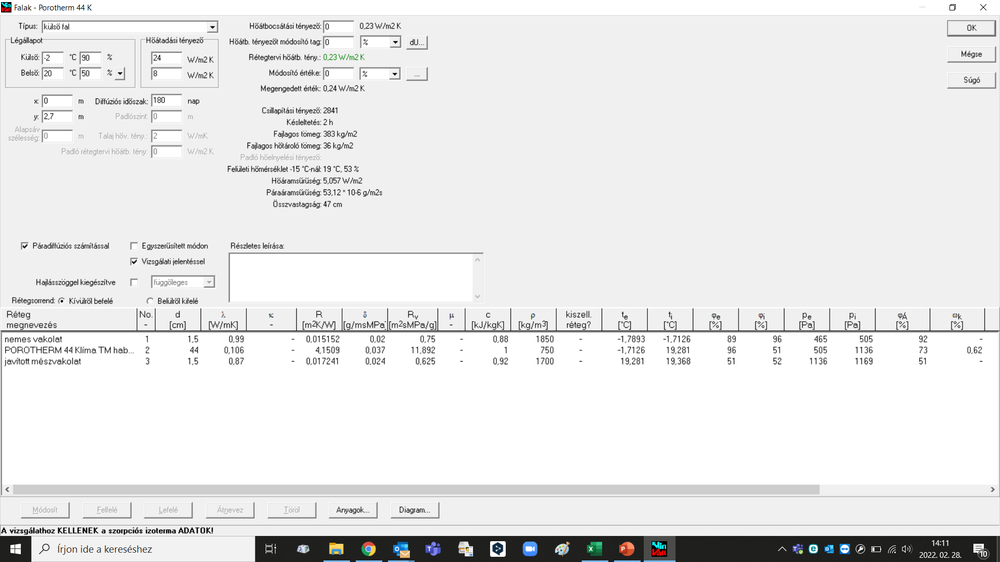 Falak - Porotherm 44 K
Típus: külső fal
Légállapot
Külső: -2 °C 90 %
Belső: 20 °C 50 %
Hőátadási tényező
24 W/m2 K
8 W/m2 K
x: 0 m Diffúziós időszak: 180 nap
y: 2,7 m Padlószint: 0 m
Alapsáv szélesség: 0 m Talaj hőv. tény.: 2 W/mK
Padló rétegtervi hőátb. tény: 0 W/m2 K
Hőátbocsátási tényező: 0 0,23 W/m2 K
Hőátb. tényezőt módosító tag: 0 % dU...
Rétegtervi hőátb. tény.: 0,23 W/m2 K
Módosító értéke: 0 % ...
Megengedett érték: 0,24 W/m2 K
Csillapítási tényező: 2841
Késleltetés: 2 h
Fajlagos tömeg: 383 kg/m2
Fajlagos hőtároló tömeg: 36 kg/m2
Padló hőelnyelési tényező:
Felületi hőmérséklet -15 °C-nál: 19 °C, 53 %
Hőáramsűrűség: 5,057 W/m2
Páraáramsűrűség: 53,12 * 10-6 g/m2s
Összvastagság: 47 cm
OK
Mégse
Súgó
Páradiffúziós számítással Egyszerűsített módon
Vizsgálati jelentéssel
Hajlásszöggel kiegészítve függőleges
Rétegsorrend: Kívülről befelé Belülről kifelé
Részletes leírása:
Réteg No. d λ κ R δ Rv μ c ρ kiszell. te ti φe φi pe pi φÁ ωk
megnevezés - [cm] [W/mK] - [m2K/W] [g/msMPa] [m2sMPa/g] - [kJ/kgK] [kg/m3] réteg? [°C] [°C] [%] [%] [Pa] [Pa] [%] [%]
nemes vakolat 1 1,5 0,99 - 0,015152 0,02 0,75 - 0,88 1850 - -1,7893 -1,7126 89 96 465 505 92 -
POROTHERM 44 Klíma TM hab... 2 44 0,106 - 4,1509 0,037 11,892 - 1 750 - -1,7126 19,281 96 51 505 1136 73 0,62
javított mészvakolat 3 1,5 0,87 - 0,017241 0,024 0,625 - 0,92 1700 - 19,281 19,368 51 52 1136 1169 51 -
Módosít Felfelé Lefelé Átnevez Töröl Anyagok... Diagram...
A vizsgálathoz KELLENEK a szorpciós izoterma ADATOK!
Írjon ide a kereséshez
14:11
2022. 02. 28.
10